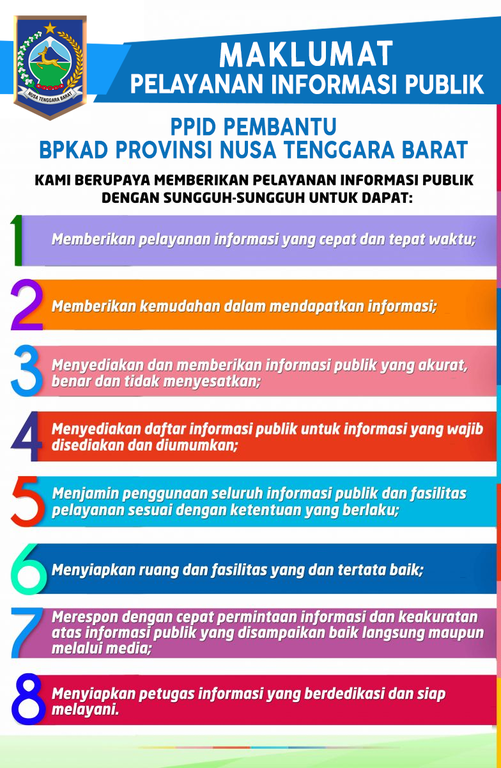 NUSA TENGGARA BARAT
MAKLUMAT
PELAYANAN INFORMASI PUBLIK
PPID PEMBANTU
BPKAD PROVINSI NUSA TENGGARA BARAT
KAMI BERUPAYA MEMBERIKAN PELAYANAN INFORMASI PUBLIK
DENGAN SUNGGUH-SUNGGUH UNTUK DAPAT:
1 Memberikan pelayanan informasi yang cepat dan tepat waktu;
2 Memberikan kemudahan dalam mendapatkan informasi;
3 Menyediakan dan memberikan informasi publik yang akurat,
benar dan tidak menyesatkan;
4 Menyediakan daftar informasi publik untuk informasi yang wajib
disediakan dan diumumkan;
5 Menjamin penggunaan seluruh informasi publik dan fasilitas
pelayanan sesuai dengan ketentuan yang berlaku;
6 Menyiapkan ruang dan fasilitas yang dan tertata baik;
7 Merespon dengan cepat permintaan informasi dan keakuratan
atas informasi publik yang disampaikan baik langsung maupun
melalui media;
8 Menyiapkan petugas informasi yang berdedikasi dan siap
melayani.